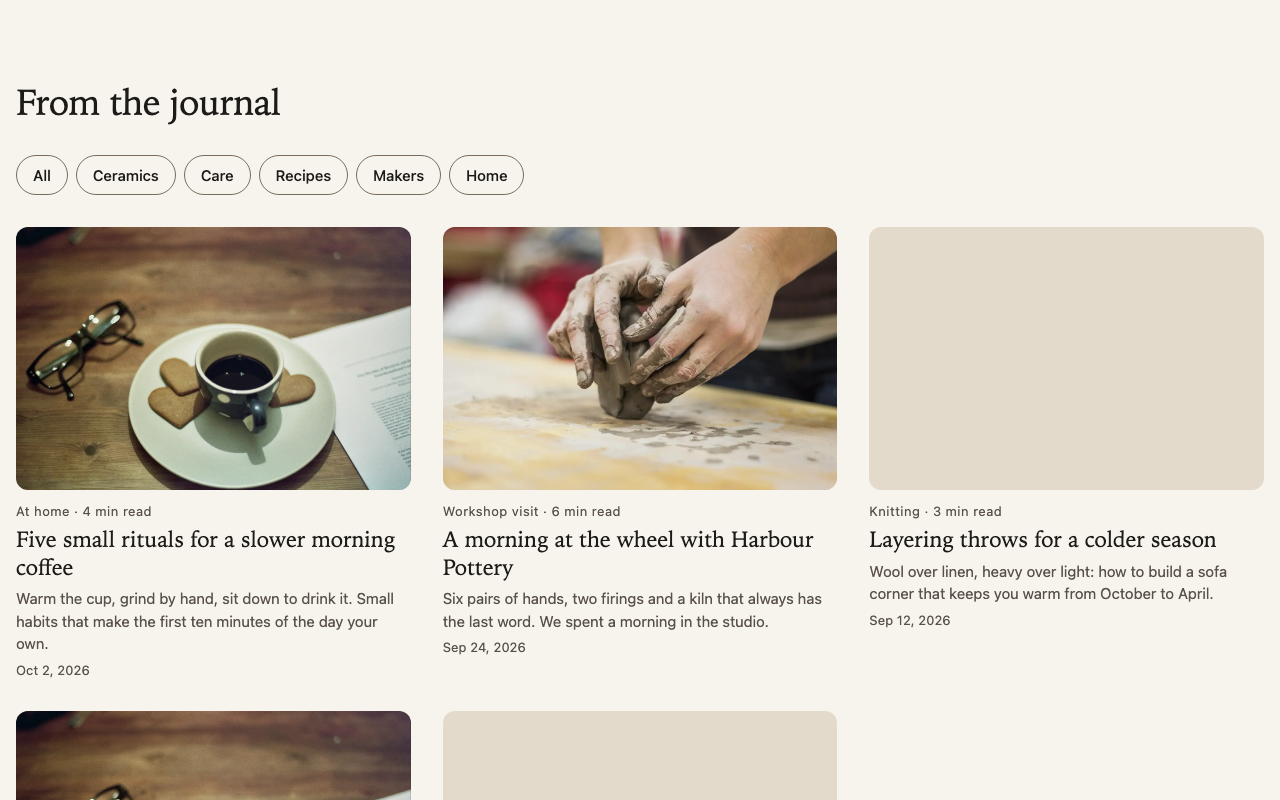 From the journal
All
Ceramics
Care
Recipes
Makers
Home
At home · 4 min read
Five small rituals for a slower morning
coffee
Warm the cup, grind by hand, sit down to drink it. Small
habits that make the first ten minutes of the day your
own.
Oct 2, 2026
Workshop visit · 6 min read
A morning at the wheel with Harbour
Pottery
Six pairs of hands, two firings and a kiln that always has
the last word. We spent a morning in the studio.
Sep 24, 2026
Knitting · 3 min read
Layering throws for a colder season
Wool over linen, heavy over light: how to build a sofa
corner that keeps you warm from October to April.
Sep 12, 2026